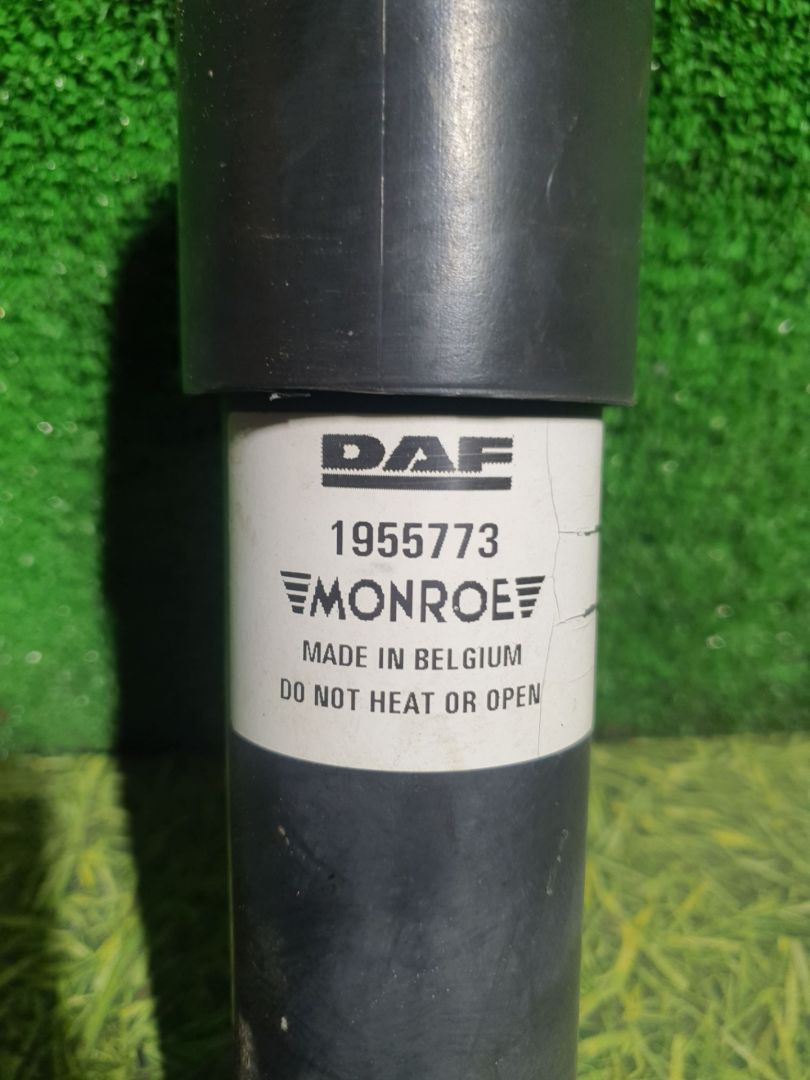 DAF
1955773
MONROE
MADE IN BELGIUM
DO NOT HEAT OR OPEN